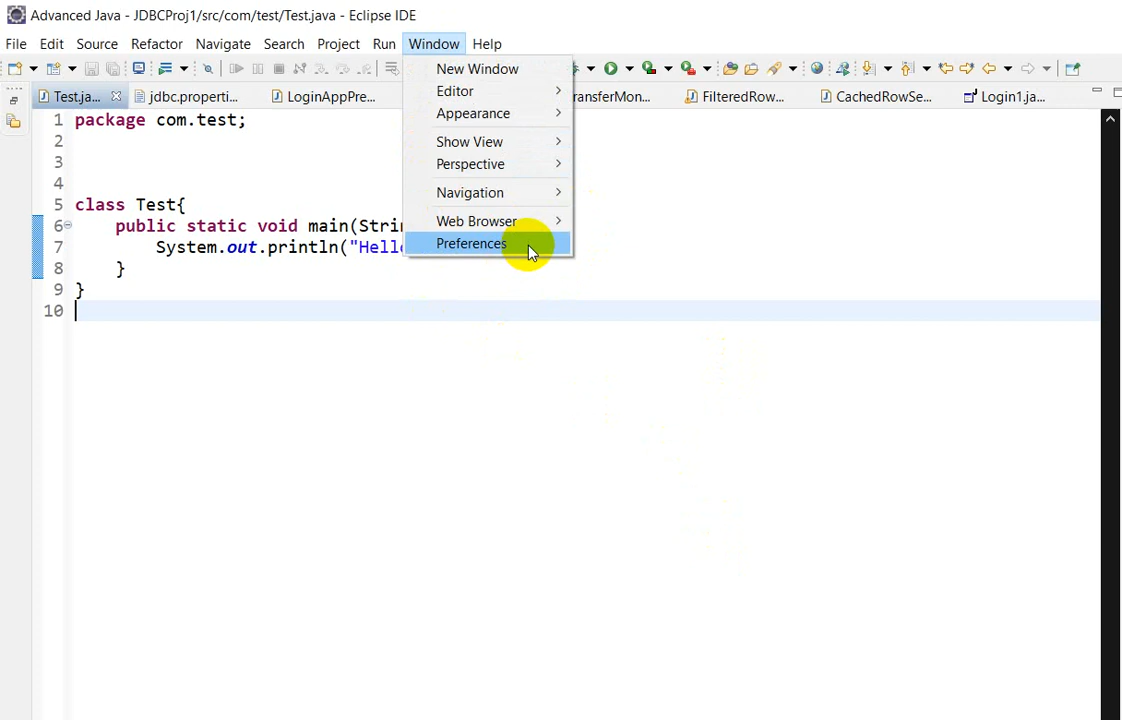 Advanced Java - JDBCProj1/src/com/test/Test.java - Eclipse IDE
File Edit Source Refactor Navigate Search Project Run Window Help
Test.ja... jdbc.properti... LoginAppPre... ransferMon... FilteredRow... CachedRowSe... Login1.ja...
New Window
Editor
Appearance
Show View
Perspective
Navigation
Web Browser
Preferences
1 package com.test;
2
3
4
5 class Test{
6 public static void main(Strin
7 System.out.println("Hello
8 }
9 }
10